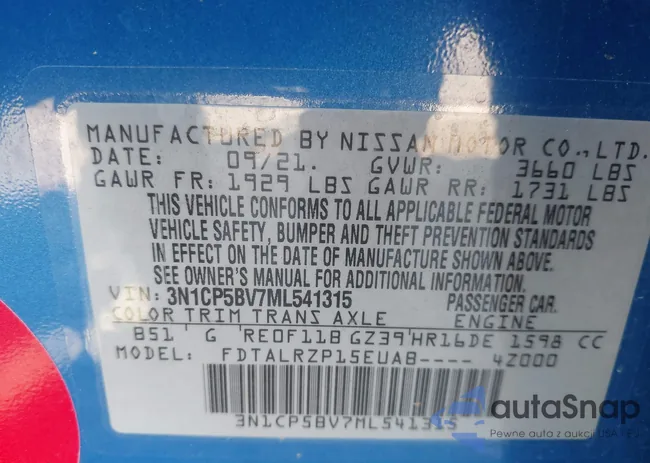 MANUFACTURED BY NISSAN MOTOR CO., LTD.
DATE: 09/21. GVWR: 3660 LBS
GAWR FR: 1929 LBS GAWR RR: 1731 LBS
THIS VEHICLE CONFORMS TO ALL APPLICABLE FEDERAL MOTOR
VEHICLE SAFETY, BUMPER AND THEFT PREVENTION STANDARDS
IN EFFECT ON THE DATE OF MANUFACTURE SHOWN ABOVE.
SEE OWNER'S MANUAL FOR ADDITIONAL INFORMATION.
VIN: 3N1CP5BV7ML541315 PASSENGER CAR.
COLOR TRIM TRANS AXLE ENGINE
B51 ' G 'RE0F11B GZ39'HR16DE 1598 CC
MODEL: FDTALRZP15EUAB---- 4Z000
3N1CP5BV7ML541315
autoSnap
Pewne auta z aukcji USA